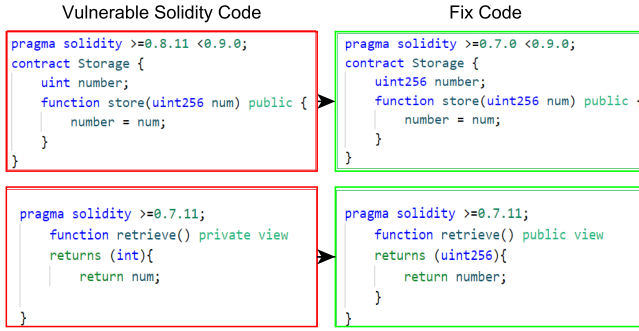 Vulnerable Solidity Code
pragma solidity >=0.8.11 <0.9.0;
contract Storage {
uint number;
function store(uint256 num) public {
number = num;
}
}
pragma solidity >=0.7.11;
function retrieve() private view
returns (int){
return num;
}
Fix Code
pragma solidity >=0.7.0 <0.9.0;
contract Storage {
uint256 number;
function store(uint256 num) public {
number = num;
}
}
pragma solidity >=0.7.11;
function retrieve() public view
returns (uint256){
return number;
}
}